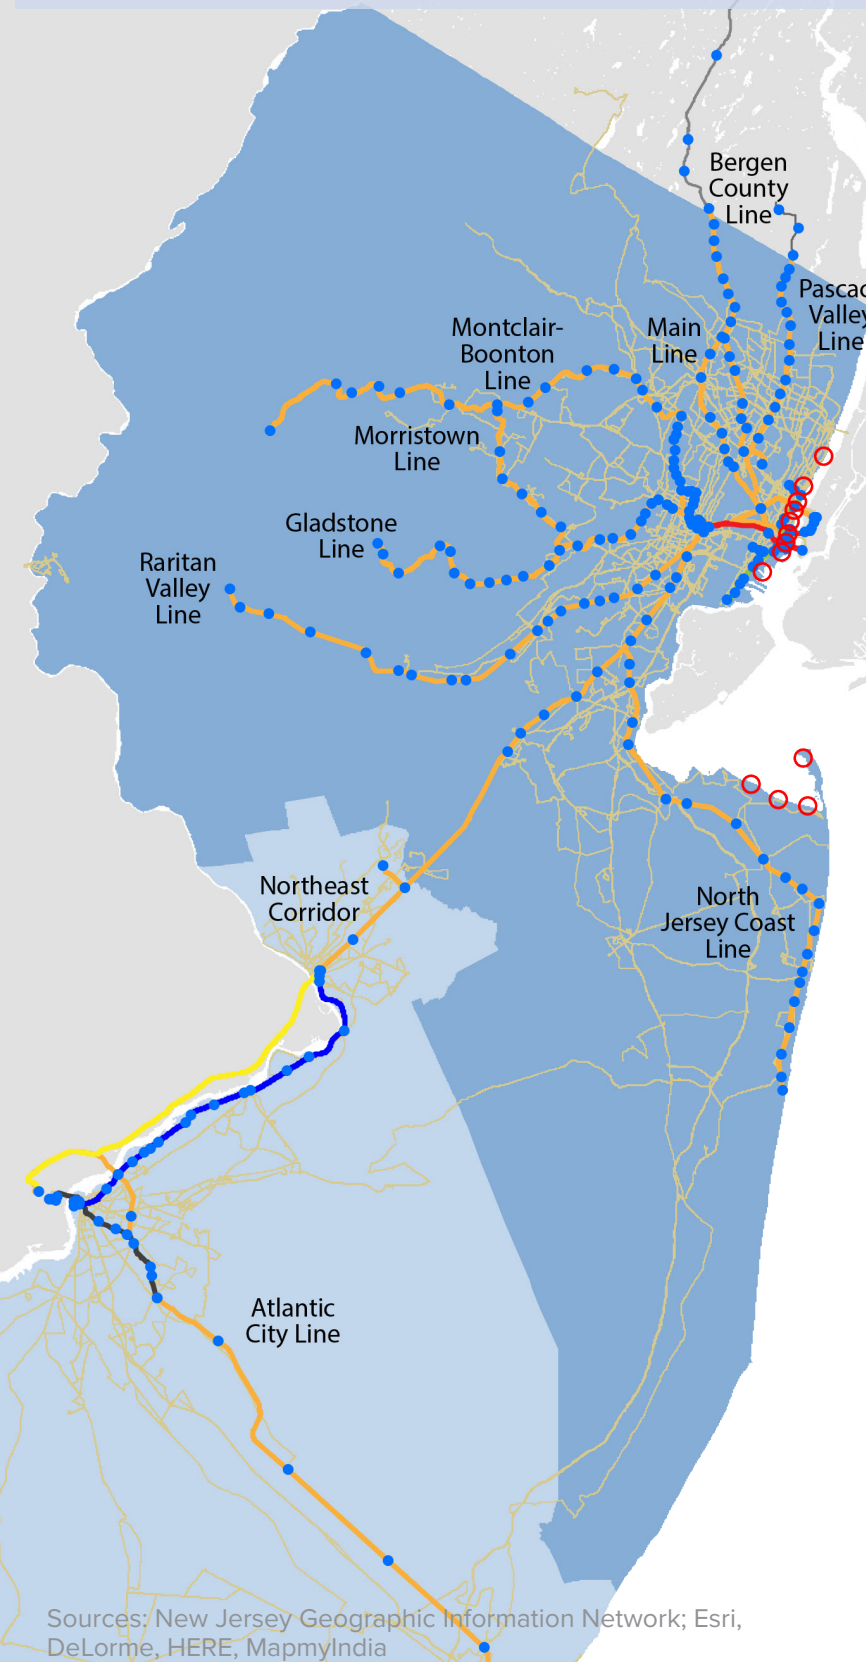 Bergen
County
Line
Pascac
Valley
Line
Montclair-
Boonton
Line
Main
Line
Morristown
Line
Gladstone
Line
Raritan
Valley
Line
Northeast
Corridor
North
Jersey Coast
Line
Atlantic
City Line
Sources: New Jersey Geographic Information Network; Esri,
DeLorme, HERE, MapmyIndia